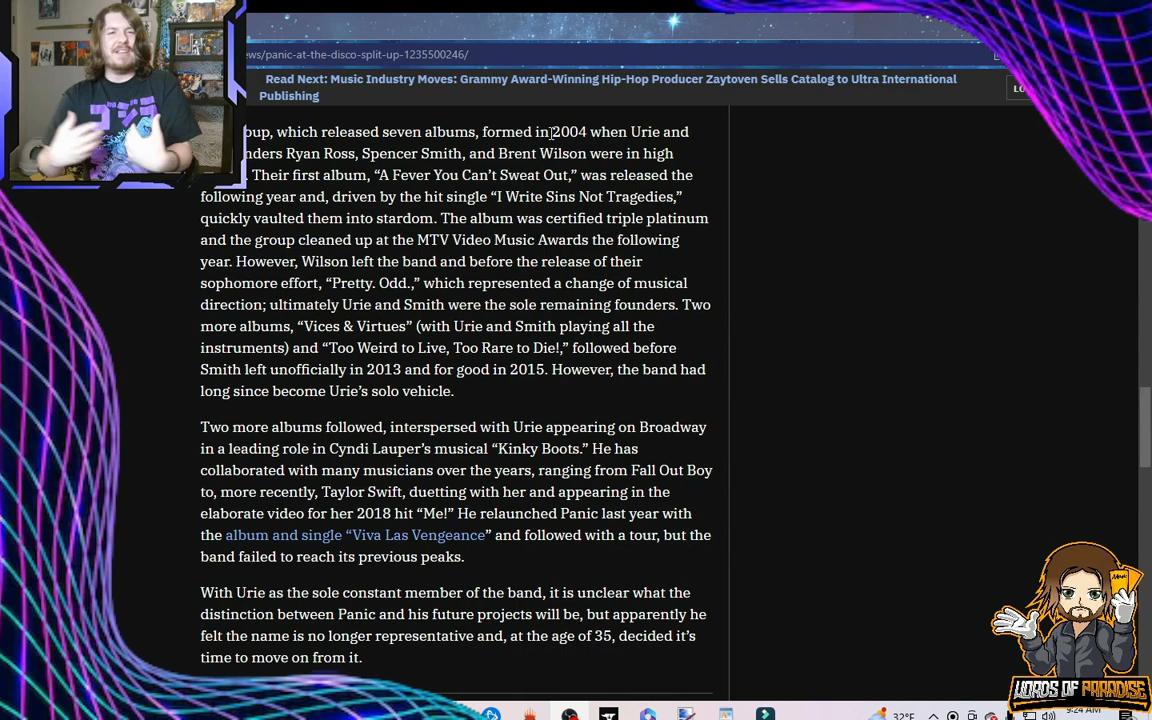 ews/panic-at-the-disco-split-up-1235500246/
Read Next: Music Industry Moves: Grammy Award-Winning Hip-Hop Producer Zaytoven Sells Catalog to Ultra International
Publishing
oup, which released seven albums, formed in 2004 when Urie and
nders Ryan Ross, Spencer Smith, and Brent Wilson were in high
Their first album, “A Fever You Can’t Sweat Out,” was released the
following year and, driven by the hit single “I Write Sins Not Tragedies,”
quickly vaulted them into stardom. The album was certified triple platinum
and the group cleaned up at the MTV Video Music Awards the following
year. However, Wilson left the band and before the release of their
sophomore effort, “Pretty. Odd.,” which represented a change of musical
direction; ultimately Urie and Smith were the sole remaining founders. Two
more albums, “Vices & Virtues” (with Urie and Smith playing all the
instruments) and “Too Weird to Live, Too Rare to Die!,” followed before
Smith left unofficially in 2013 and for good in 2015. However, the band had
long since become Urie’s solo vehicle.
Two more albums followed, interspersed with Urie appearing on Broadway
in a leading role in Cyndi Lauper’s musical “Kinky Boots.” He has
collaborated with many musicians over the years, ranging from Fall Out Boy
to, more recently, Taylor Swift, duetting with her and appearing in the
elaborate video for her 2018 hit “Me!” He relaunched Panic last year with
the album and single “Viva Las Vengeance” and followed with a tour, but the
band failed to reach its previous peaks.
With Urie as the sole constant member of the band, it is unclear what the
distinction between Panic and his future projects will be, but apparently he
felt the name is no longer representative and, at the age of 35, decided it’s
time to move on from it.
ゴジラ
WORDS OF PARADISE
32°F
9:24 AM